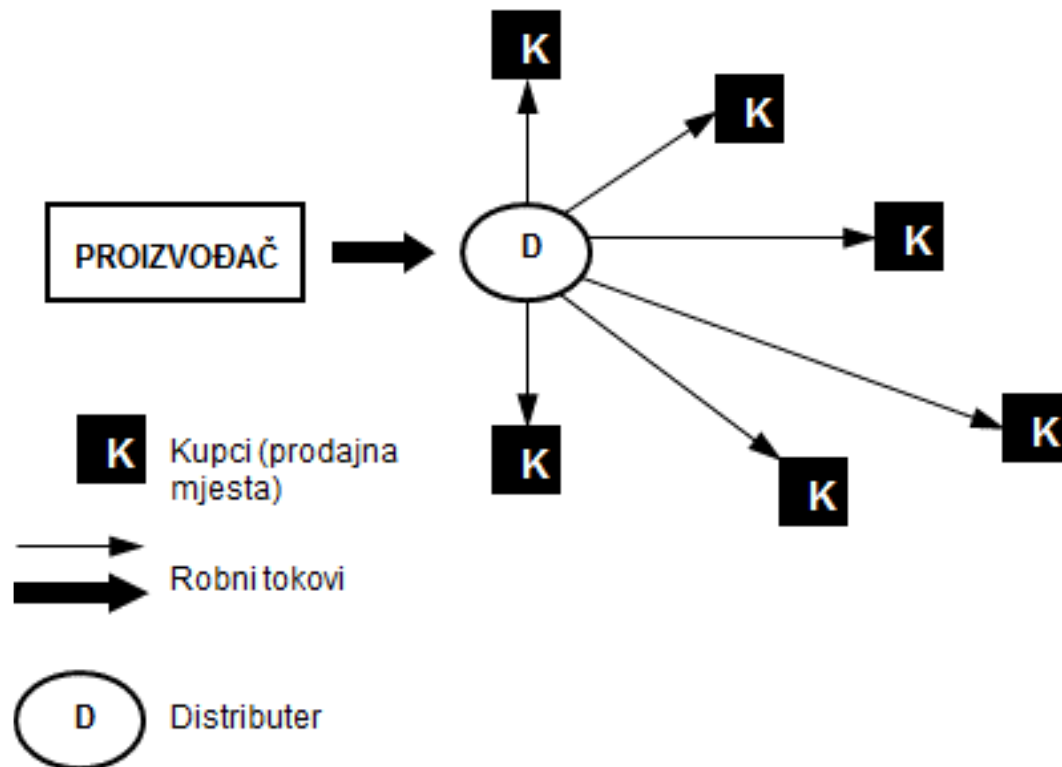 K
K
PROIZVOĐAČ
D
K
K
K
K
K
Kupci (prodajna
mjesta)
Robni tokovi
D
Distributer